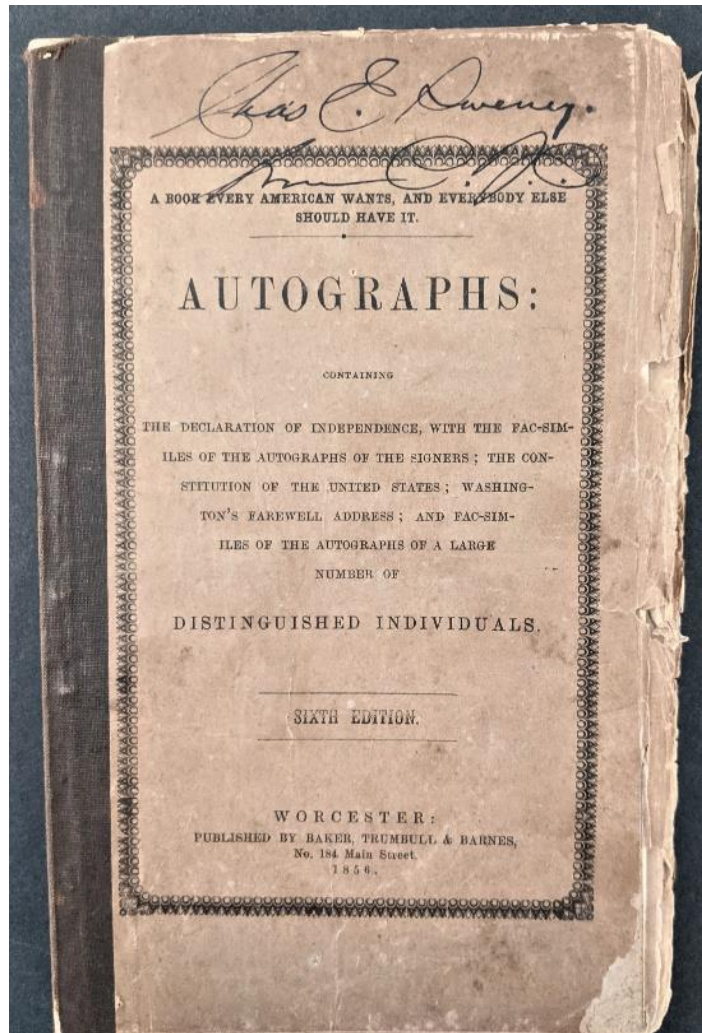 Chas E. Sweney.
A BOOK EVERY AMERICAN WANTS, AND EVERYBODY ELSE
SHOULD HAVE IT.
AUTOGRAPHS:
CONTAINING
THE DECLARATION OF INDEPENDENCE, WITH THE FAC-SIM-
ILES OF THE AUTOGRAPHS OF THE SIGNERS; THE CON-
STITUTION OF THE UNITED STATES; WASHING-
TON'S FAREWELL ADDRESS; AND FAC-SIM-
ILES OF THE AUTOGRAPHS OF A LARGE
NUMBER OF
DISTINGUISHED INDIVIDUALS.
SIXTH EDITION.
WORCESTER:
PUBLISHED BY BAKER, TRUMBULL & BARNES,
No. 184 Main Street.
1856.